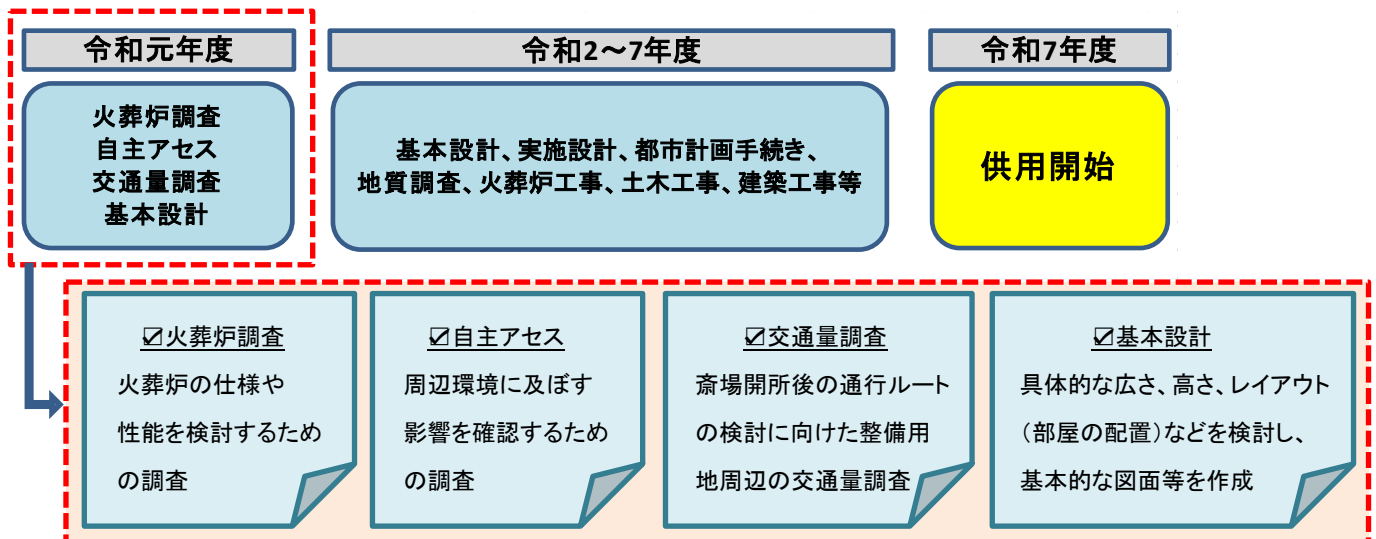 令和元年度
火葬炉調査
自主アセス
交通量調査
基本設計
令和2～7年度
基本設計、実施設計、都市計画手続き、
地質調査、火葬炉工事、土木工事、建築工事等
令和7年度
供用開始
☑火葬炉調査
火葬炉の仕様や
性能を検討するため
の調査
☑自主アセス
周辺環境に及ぼす
影響を確認するため
の調査
☑交通量調査
斎場開所後の通行ルート
の検討に向けた整備用
地周辺の交通量調査
☑基本設計
具体的な広さ、高さ、レイアウト
（部屋の配置）などを検討し、
基本的な図面等を作成